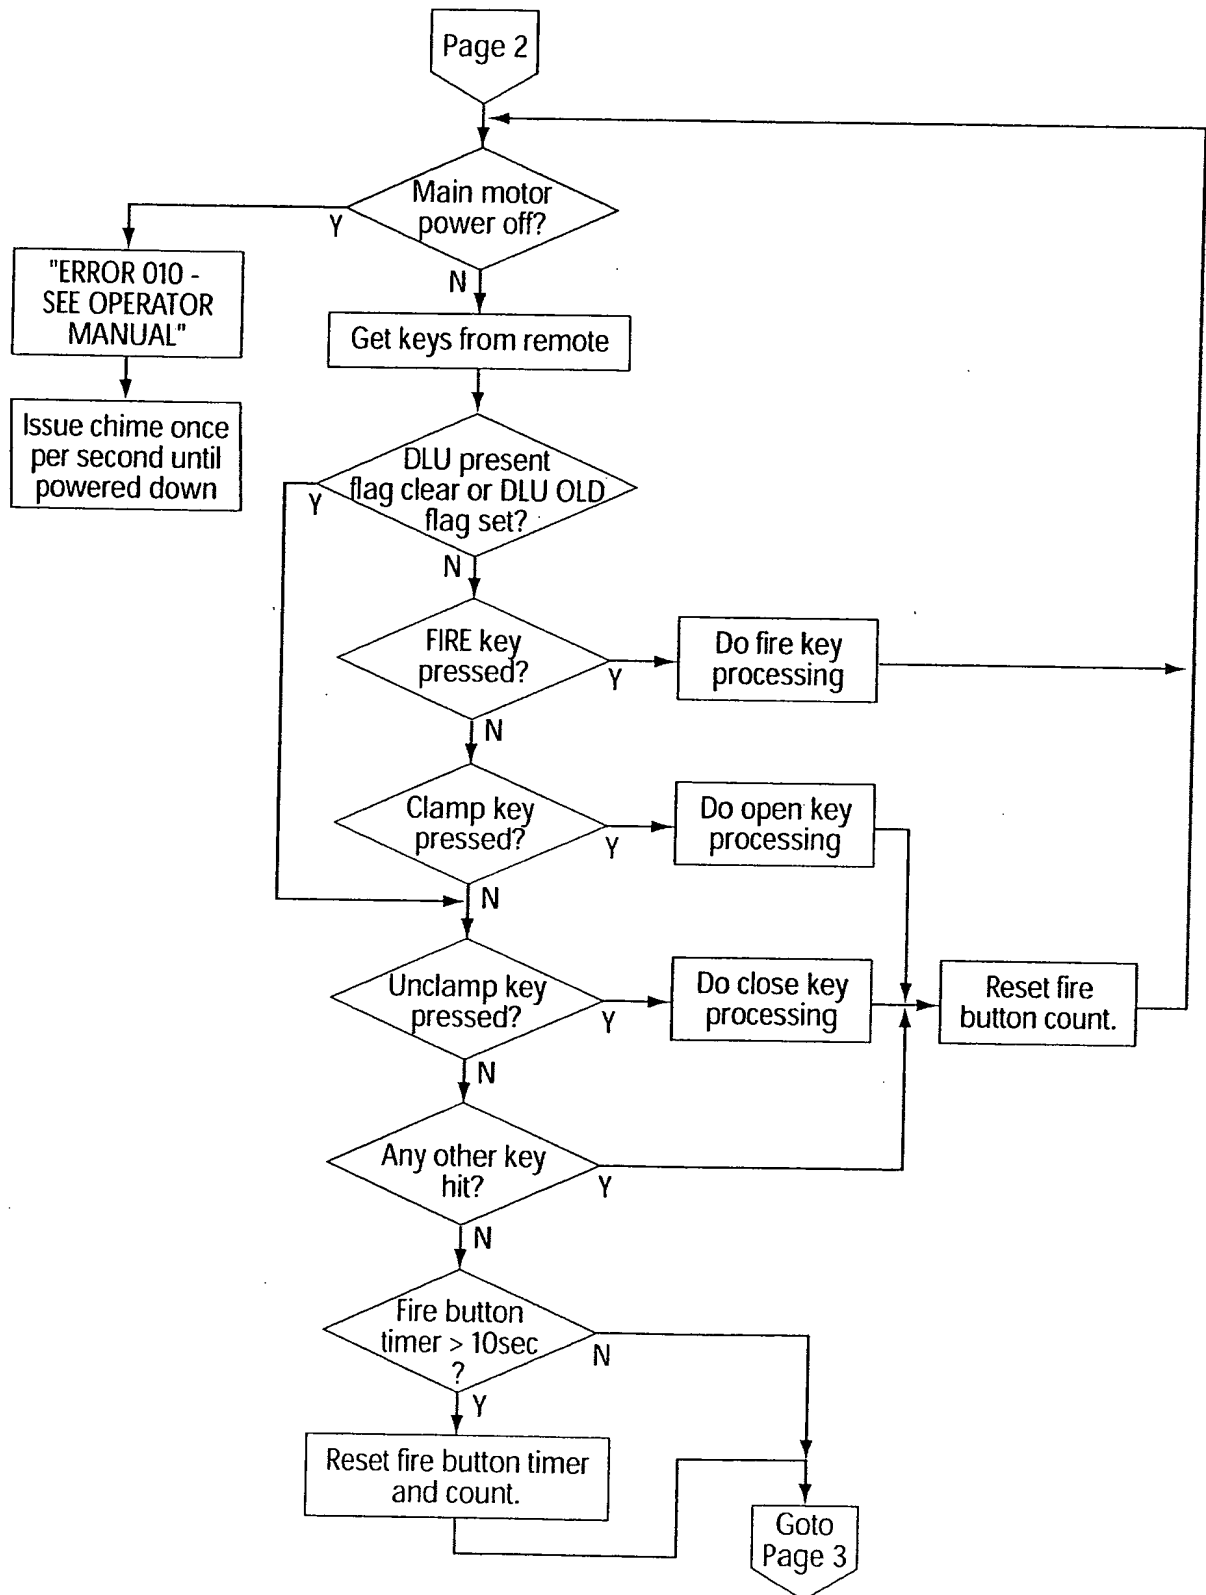 Page 2
Main motor
power off?
Y
N
"ERROR 010 -
SEE OPERATOR
MANUAL"
Issue chime once
per second until
powered down
Get keys from remote
DLU present
flag clear or DLU OLD
flag set?
Y
N
FIRE key
pressed?
Y
N
Do fire key
processing
Clamp key
pressed?
Y
N
Do open key
processing
Unclamp key
pressed?
Y
N
Do close key
processing
Reset fire
button count.
Any other key
hit?
Y
N
Fire button
timer > 10sec
?
N
Y
Reset fire button timer
and count.
Goto
Page 3